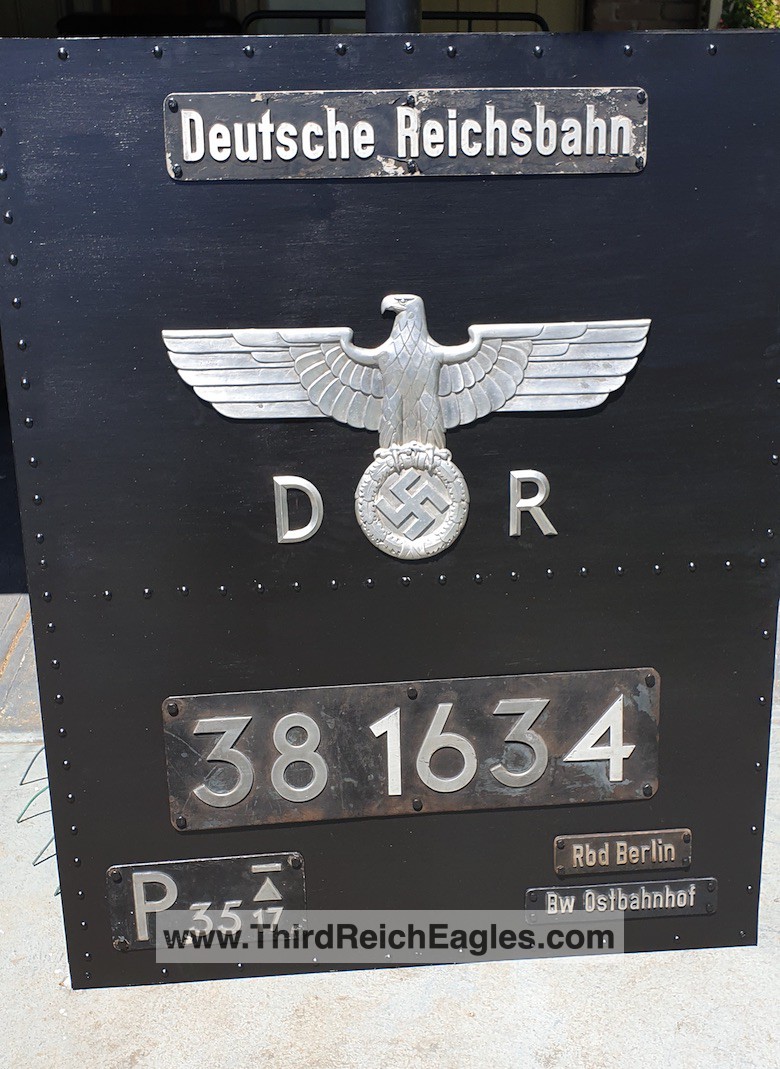 Deutsche Reichsbahn
D R
38 1634
Rbd Berlin
P 35 17
Bw Ostbahnhof
www.ThirdReichEagles.com